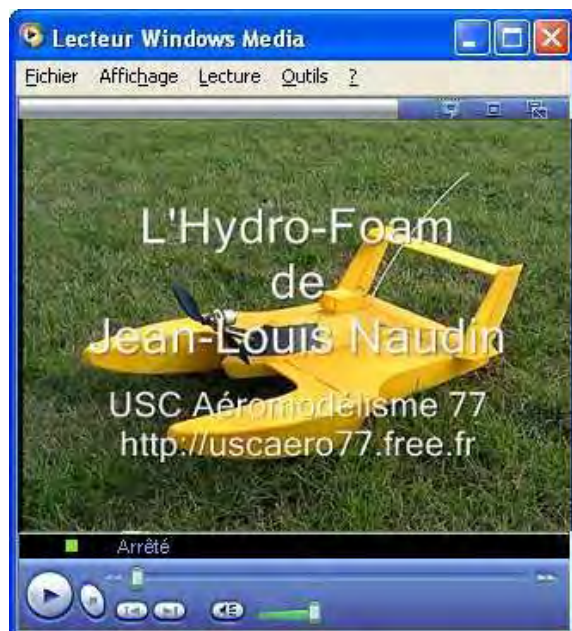 Lecteur Windows Media
Fichier Affichage Lecture Outils ?
L'Hydro-Foam
de
Jean-Louis Naudin
USC Aéromodélisme 77
http://uscaero77.free.fr
Arrêté